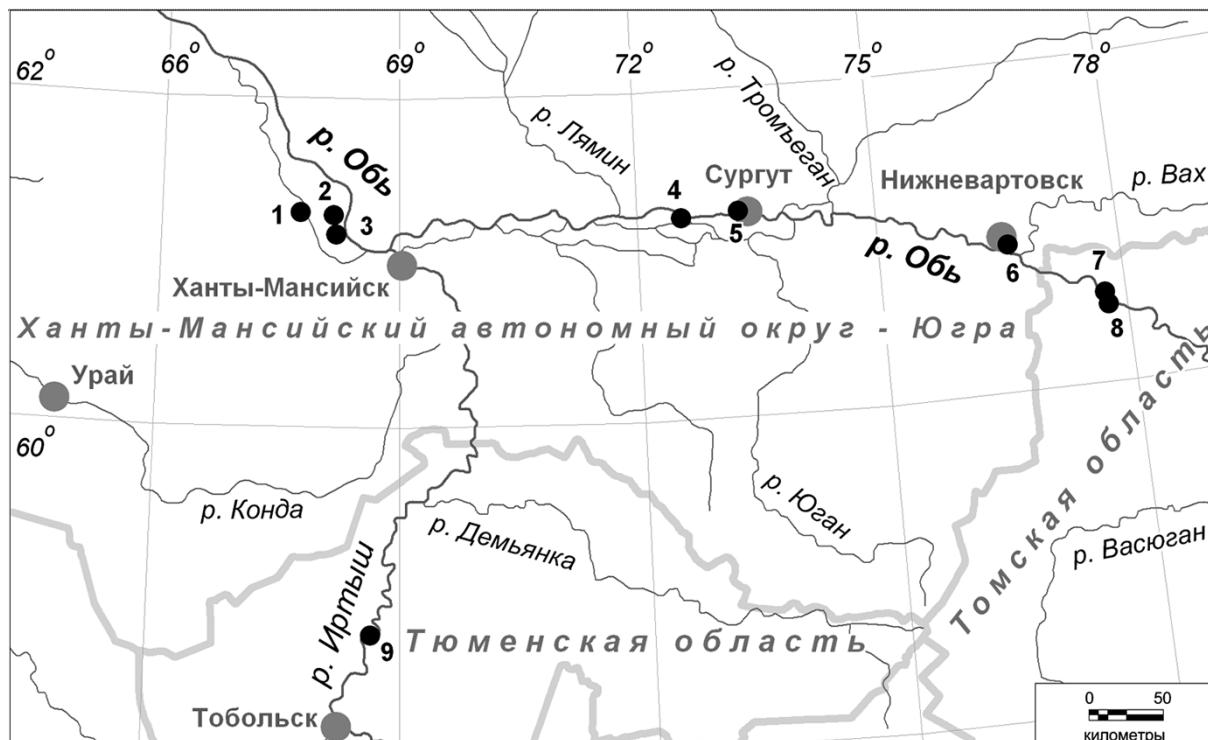 62°
66°
69°
72°
75°
78°
р. Обь
р. Лямин
р. Тромъеган
Сургут
Нижневартовск
р. Вах
1
2
3
4
5
р. Обь
6
7
8
Ханты-Мансийск
Ханты-Мансийский автономный округ - Югра
Урай
60°
р. Конда
р. Демьянка
р. Юган
р. Васюган
Томская область
р. Иртыш
9
Тюменская область
Тобольск
0 50
километры